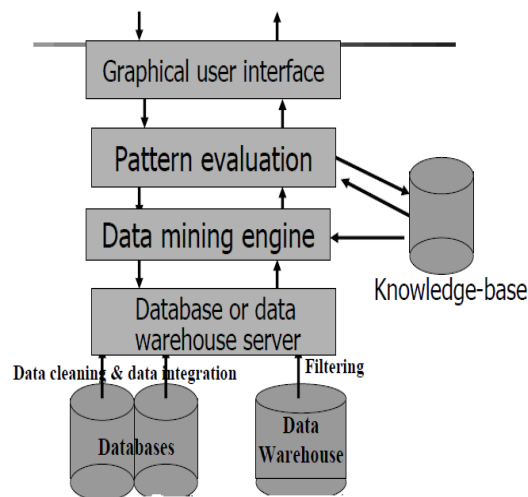 Graphical user interface
Pattern evaluation
Data mining engine
Knowledge-base
Database or data
warehouse server
Data cleaning & data integration
Filtering
Databases
Data
Warehouse